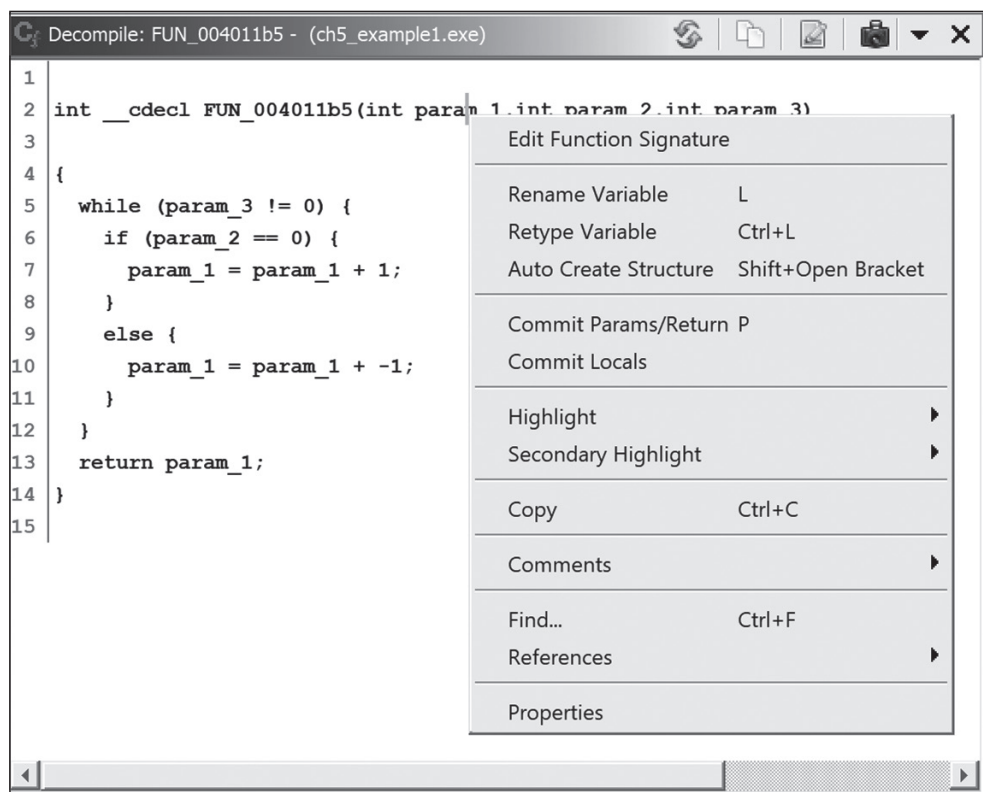 Decompile: FUN_004011b5 - (ch5_example1.exe)
1
2 int __cdecl FUN_004011b5(int param_1,int param_2,int param_3)
3
4 {
5 while (param_3 != 0) {
6 if (param_2 == 0) {
7 param_1 = param_1 + 1;
8 }
9 else {
10 param_1 = param_1 + -1;
11 }
12 }
13 return param_1;
14 }
15
Edit Function Signature
Rename Variable L
Retype Variable Ctrl+L
Auto Create Structure Shift+Open Bracket
Commit Params/Return P
Commit Locals
Highlight
Secondary Highlight
Copy Ctrl+C
Comments
Find... Ctrl+F
References
Properties